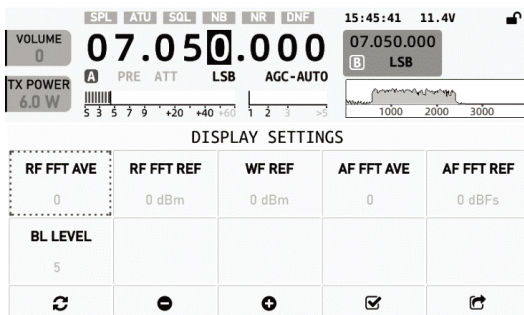 SPL ATU SQL NB NR DNF 15:45:41 11.4V
VOLUME
0
07.050.000
07.050.000
B LSB
TX POWER
6.0 W
A PRE ATT LSB AGC-AUTO
S 3 5 7 9 +20 +40 +60 1 2 3 >5 1000 2000 3000
DISPLAY SETTINGS
RF FFT AVE RF FFT REF WF REF AF FFT AVE AF FFT REF
0 0 dBm 0 dBm 0 0 dBFs
BL LEVEL
5